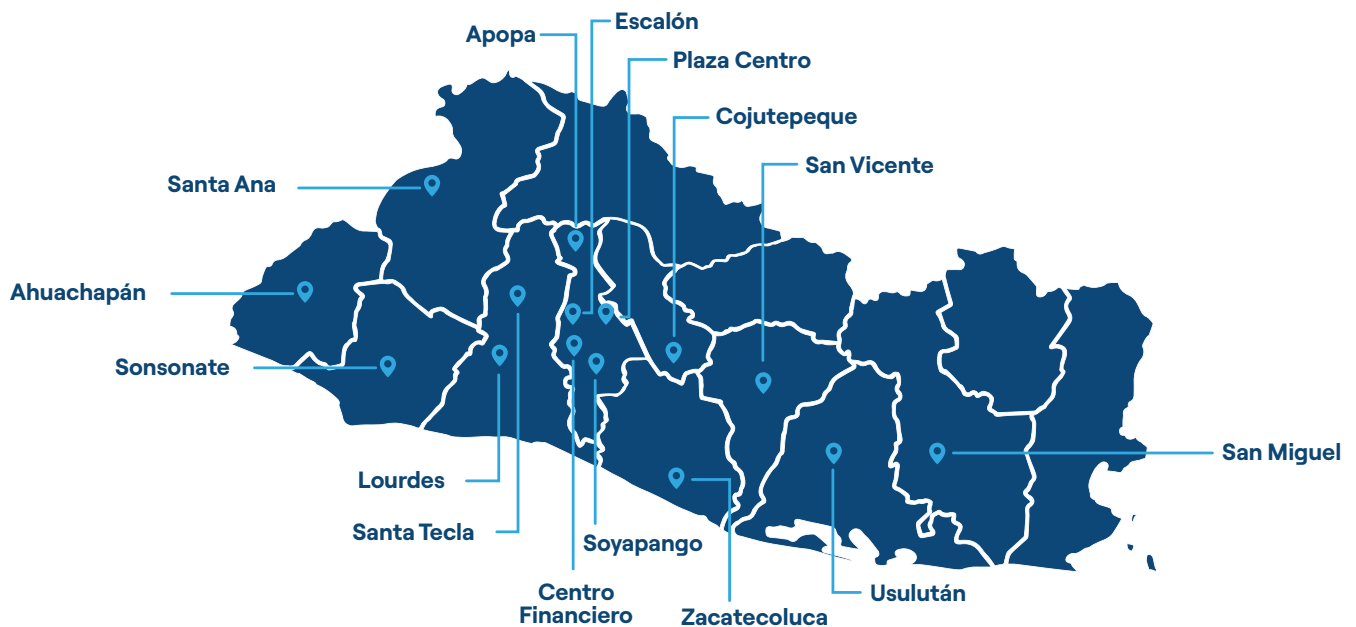 Escalón
Apopa
Plaza Centro
Cojutepeque
San Vicente
Santa Ana
Ahuachapán
Sonsonate
San Miguel
Lourdes
Santa Tecla
Soyapango
Centro
Financiero
Usulután
Zacatecoluca